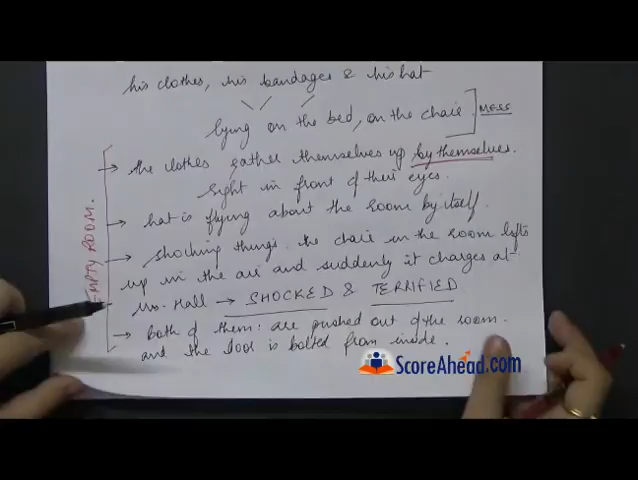 his clothes, his bandages & his hat
lying on the bed, on the chair] MESS
→ the clothes gather themselves up by themselves.
right in front of their eyes.
→ hat is flying about the room by itself.
→ shocking things. the chair in the room lifts
up in the air and suddenly it charges at
Mrs. Hall → SHOCKED & TERRIFIED
→ both of them: are pushed out of the room.
and the door is bolted from inside.
EMPTY ROOM.
ScoreAhead.com